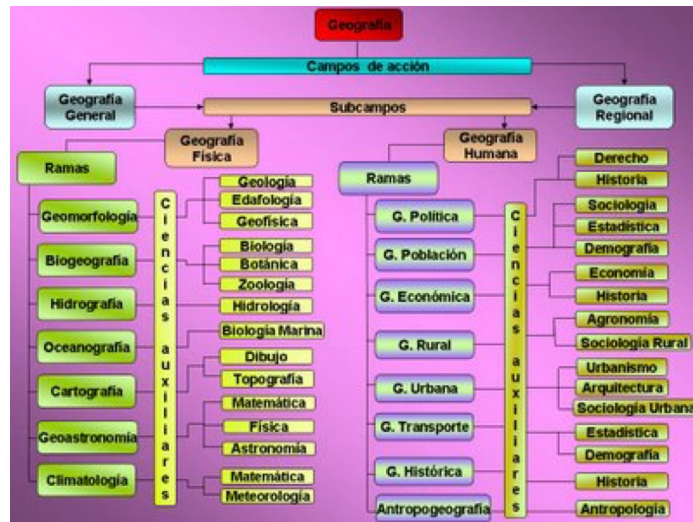 Geografía
Campos de acción
Geografía
General
Subcampos
Geografía
Regional
Geografía
Física
Geografía
Humana
Ramas
Geomorfología
Biogeografía
Hidrografía
Oceanografía
Cartografía
Geoastronomía
Climatología
Ciencias auxiliares
Geología
Edafología
Geofísica
Biología
Botánica
Zoología
Hidrología
Biología Marina
Dibujo
Topografía
Matemática
Física
Astronomía
Matemática
Meteorología
Ramas
G. Política
G. Población
G. Económica
G. Rural
G. Urbana
G. Transporte
G. Histórica
Antropogeografía
Ciencias auxiliares
Derecho
Historia
Sociología
Estadística
Demografía
Economía
Historia
Agronomía
Sociología Rural
Urbanismo
Arquitectura
Sociología Urbana
Estadística
Demografía
Historia
Antropología